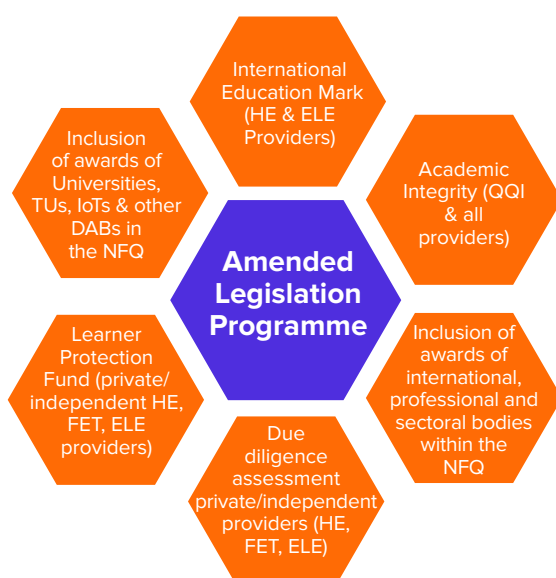 International
Education Mark
(HE & ELE
Providers)
Inclusion
of awards of
Universities,
TUs, IoTs & other
DABs in
the NFQ
Academic
Integrity (QQI
& all
providers)
Amended
Legislation
Programme
Learner
Protection
Fund (private/
independent HE,
FET, ELE
providers)
Inclusion of
awards of
international,
professional and
sectoral bodies
within the
NFQ
Due
diligence
assessment
private/independent
providers (HE,
FET, ELE)